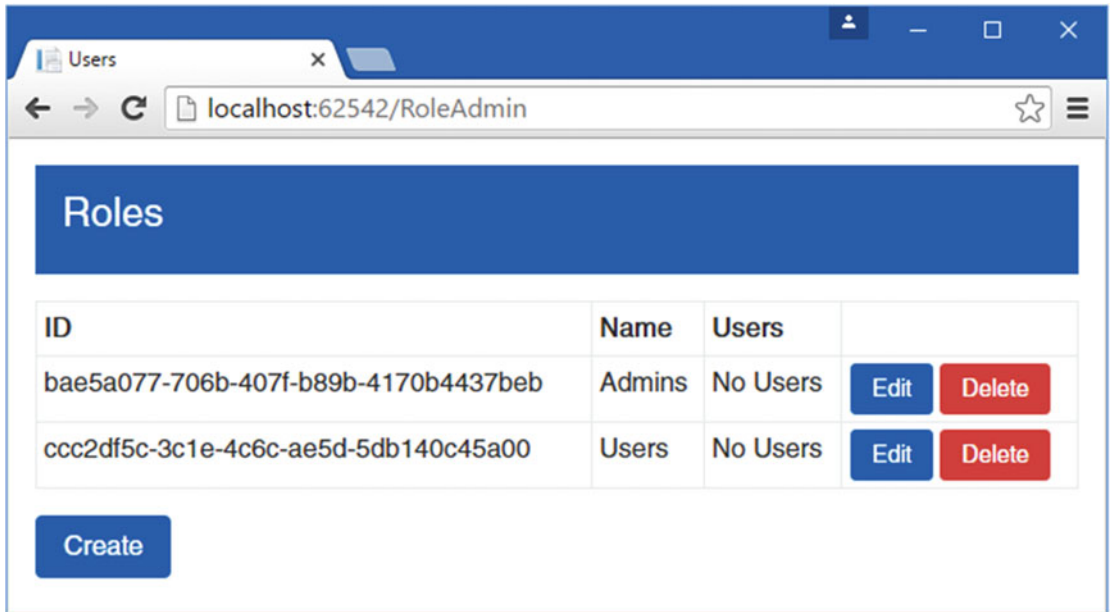 Users
localhost:62542/RoleAdmin
Roles
ID Name Users
bae5a077-706b-407f-b89b-4170b4437beb Admins No Users Edit Delete
ccc2df5c-3c1e-4c6c-ae5d-5db140c45a00 Users No Users Edit Delete
Create